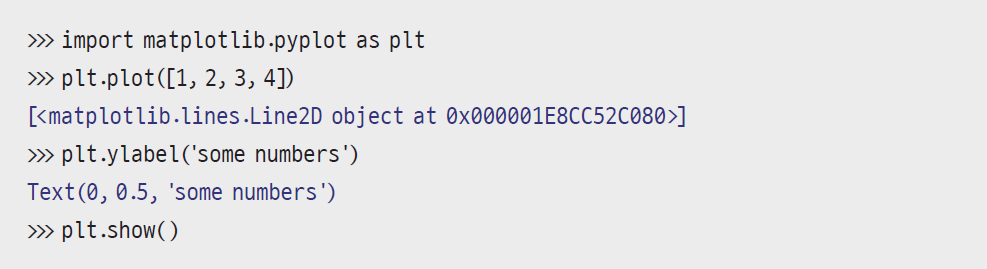 >>> import matplotlib.pyplot as plt
>>> plt.plot([1, 2, 3, 4])
[<matplotlib.lines.Line2D object at 0x000001E8CC52C080>]
>>> plt.ylabel('some numbers')
Text(0, 0.5, 'some numbers')
>>> plt.show()